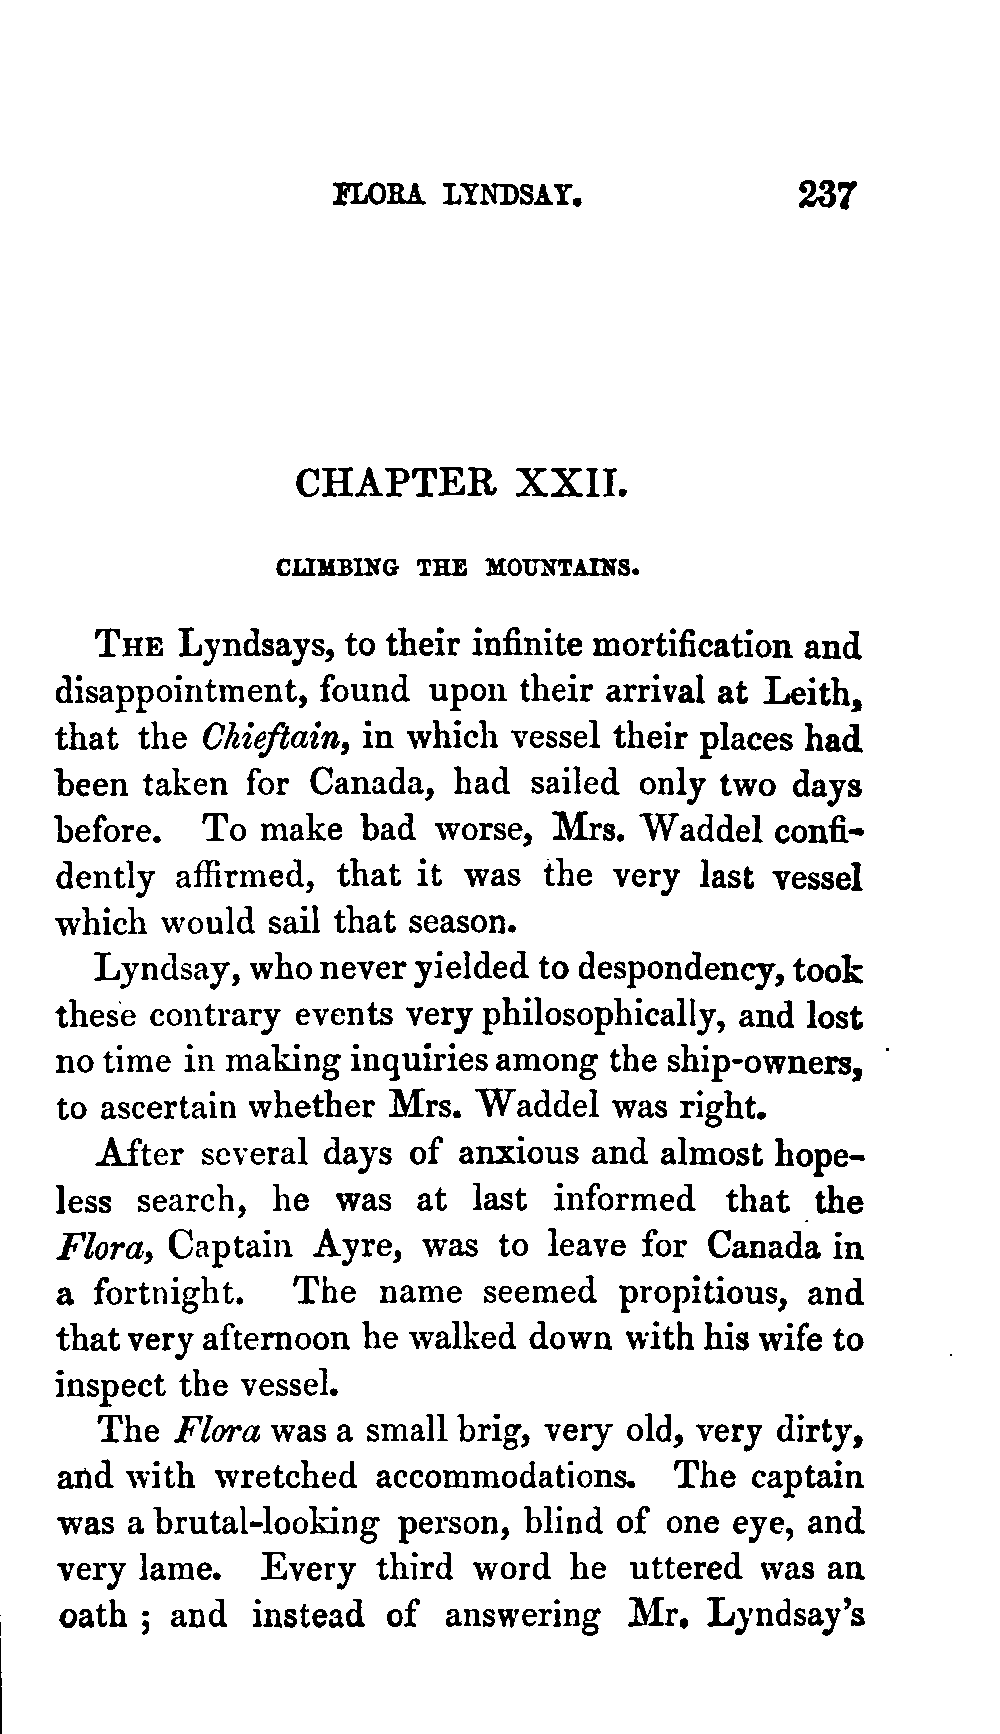 FLORA LYNDSAY. 237
CHAPTER XXII.
CLIMBING THE MOUNTAINS.
THE Lyndsays, to their infinite mortification and
disappointment, found upon their arrival at Leith,
that the Chieftain, in which vessel their places had
been taken for Canada, had sailed only two days
before. To make bad worse, Mrs. Waddel confi-
dently affirmed, that it was the very last vessel
which would sail that season.
Lyndsay, who never yielded to despondency, took
these contrary events very philosophically, and lost
no time in making inquiries among the ship-owners,
to ascertain whether Mrs. Waddel was right.
After several days of anxious and almost hope-
less search, he was at last informed that the
Flora, Captain Ayre, was to leave for Canada in
a fortnight. The name seemed propitious, and
that very afternoon he walked down with his wife to
inspect the vessel.
The Flora was a small brig, very old, very dirty,
and with wretched accommodations. The captain
was a brutal-looking person, blind of one eye, and
very lame. Every third word he uttered was an
oath ; and instead of answering Mr. Lyndsay's